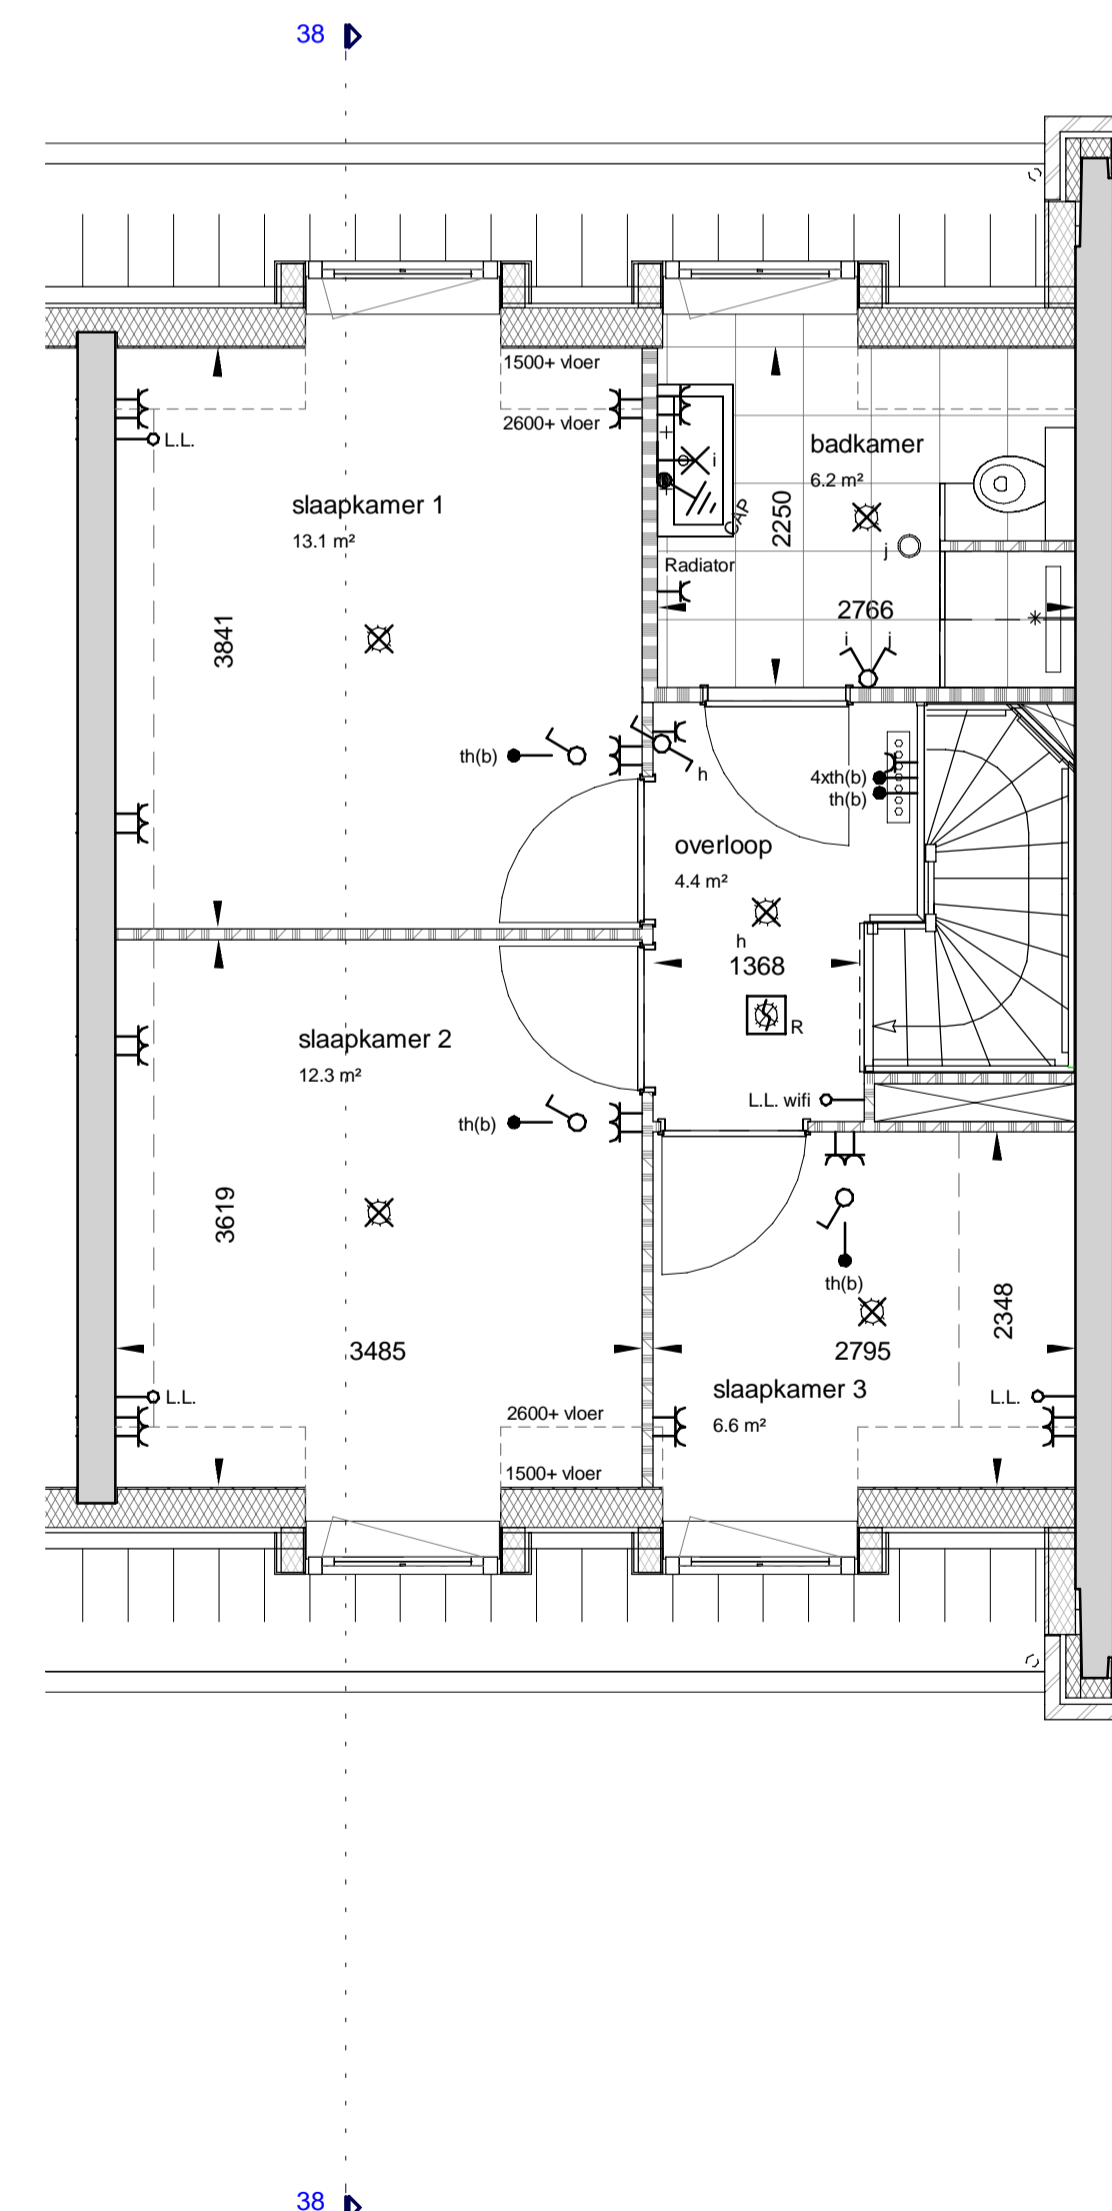 38
1500+ vloer
2600+ vloer
L.L.
badkamer
6.2 m²
slaapkamer 1
13.1 m²
i
CAP
2250
j
Radiator
2766
i
j
3841
th(b)
h
4xth(b)
th(b)
overloop
4.4 m²
h
1368
R
slaapkamer 2
12.3 m²
L.L. wifi
th(b)
3619
th(b)
2348
3485
2795
slaapkamer 3
6.6 m²
L.L.
L.L.
2600+ vloer
1500+ vloer
38